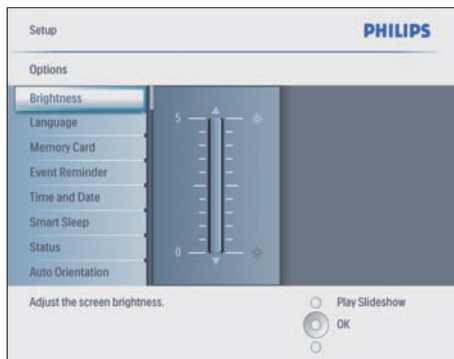 Setup
PHILIPS
Options
Brightness
Language
Memory Card
Event Reminder
Time and Date
Smart Sleep
Status
Auto Orientation
5
0
Adjust the screen brightness.
Play Slideshow
OK